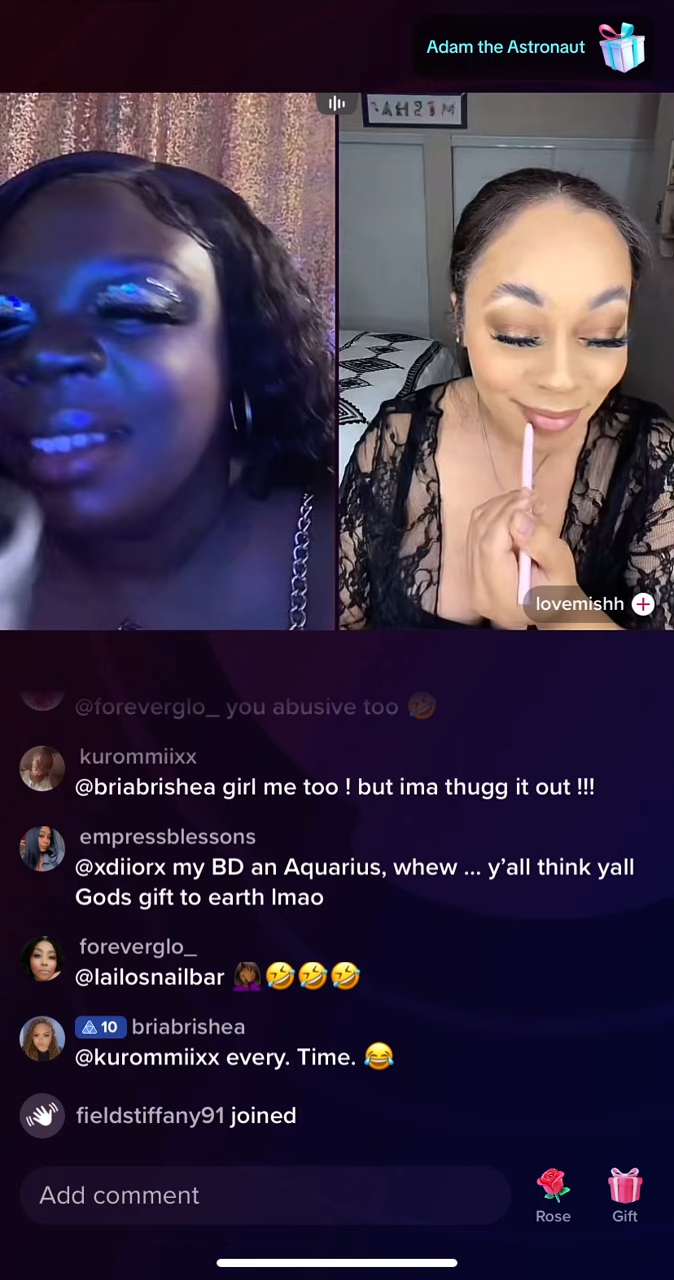 Adam the Astronaut
lovemishh
@foreverglo_ you abusive too 🤣
kurommiixx
@briabrishea girl me too ! but ima thugg it out !!!
empressblessons
@xdiiorx my BD an Aquarius, whew ... y'all think yall
Gods gift to earth lmao
foreverglo_
@lailosnailbar 🤦🏾‍♀️🤣🤣🤣
10 briabrishea
@kurommiixx every. Time. 😂
fieldstiffany91 joined
Add comment
Rose
Gift